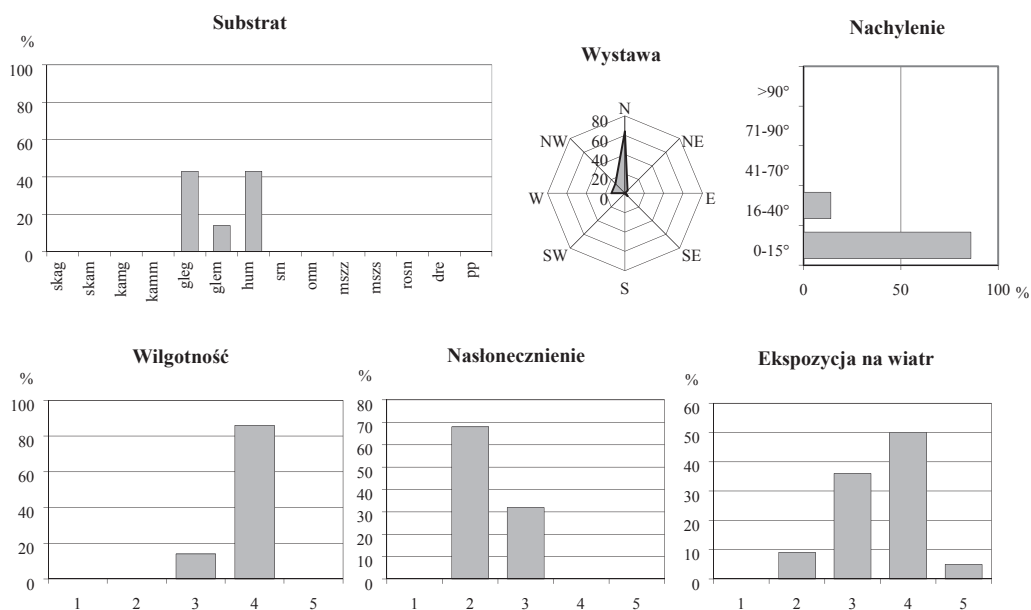 Substrat
%
100
80
60
40
20
0
skag
skam
kamg
kamm
gleg
glem
hum
sm
omn
mszz
mszs
rosn
dre
pp
Wystawa
N
NE
E
SE
S
SW
W
NW
80
60
40
20
0
Nachylenie
>90°
71-90°
41-70°
16-40°
0-15°
0 50 100 %
Wilgotność
%
100
80
60
40
20
0
1 2 3 4 5
Nasłonecznienie
%
80
70
60
50
40
30
20
10
0
1 2 3 4 5
Ekspozycja na wiatr
%
60
50
40
30
20
10
0
1 2 3 4 5